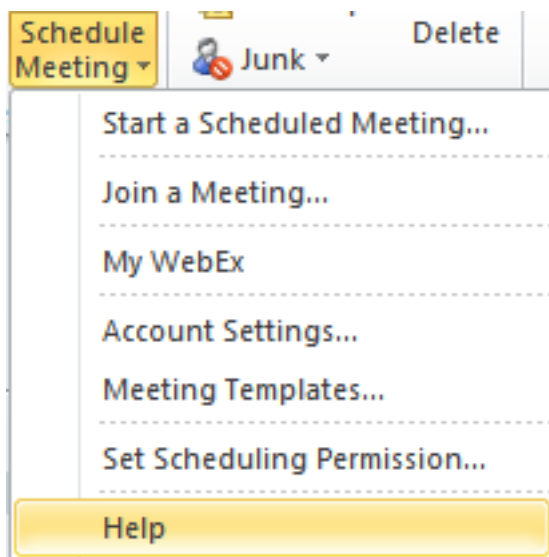 Schedule
Meeting
Junk
Delete
Start a Scheduled Meeting...
Join a Meeting...
My WebEx
Account Settings...
Meeting Templates...
Set Scheduling Permission...
Help